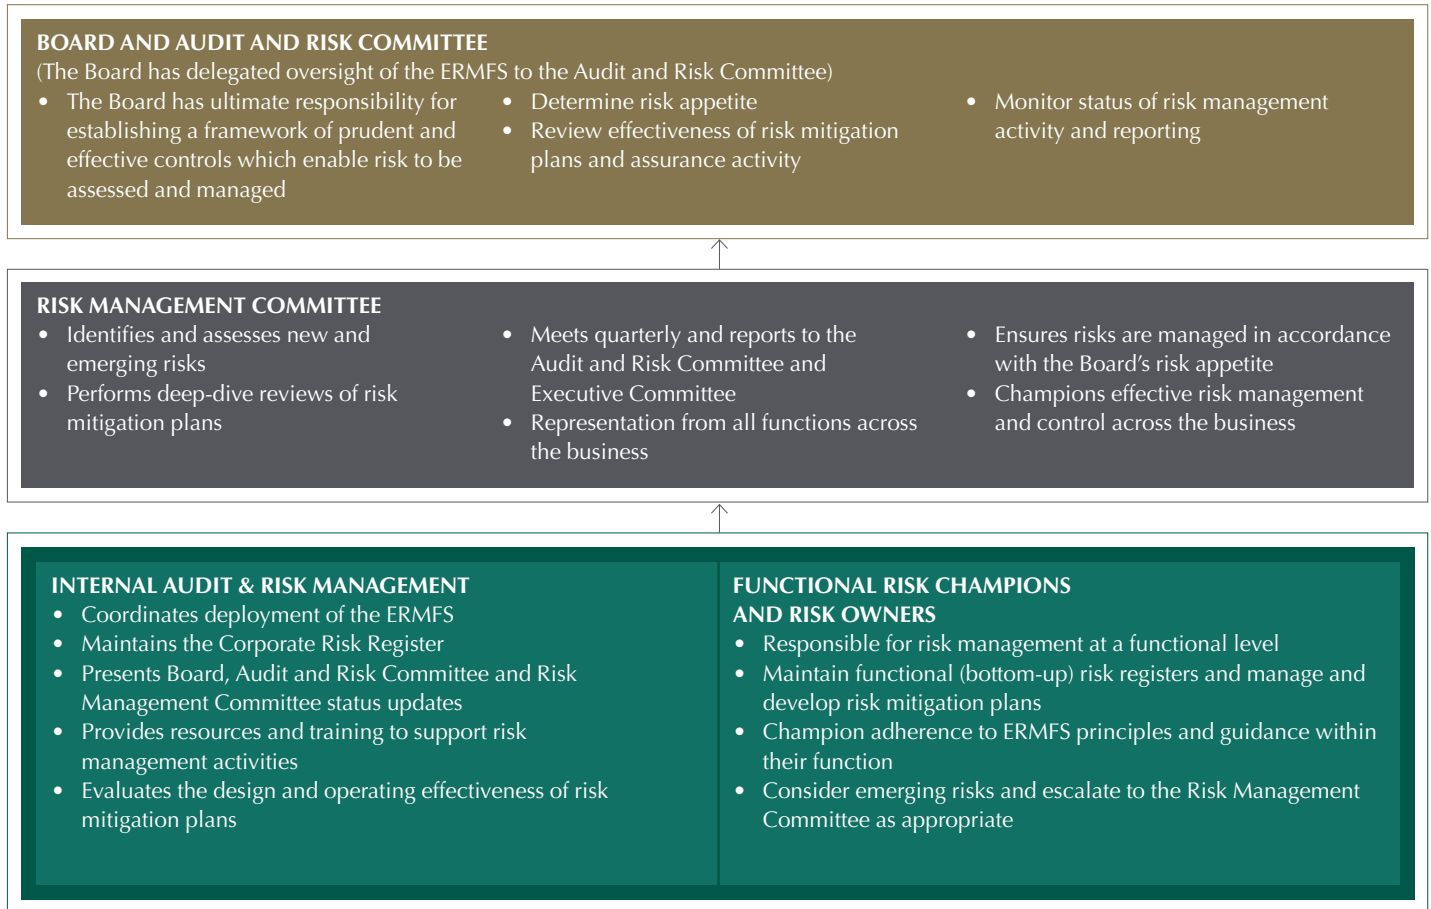 BOARD AND AUDIT AND RISK COMMITTEE
(The Board has delegated oversight of the ERMFS to the Audit and Risk Committee)
• The Board has ultimate responsibility for
establishing a framework of prudent and
effective controls which enable risk to be
assessed and managed
• Determine risk appetite
• Review effectiveness of risk mitigation
plans and assurance activity
• Monitor status of risk management
activity and reporting
RISK MANAGEMENT COMMITTEE
• Identifies and assesses new and
emerging risks
• Performs deep-dive reviews of risk
mitigation plans
• Meets quarterly and reports to the
Audit and Risk Committee and
Executive Committee
• Representation from all functions across
the business
• Ensures risks are managed in accordance
with the Board’s risk appetite
• Champions effective risk management
and control across the business
INTERNAL AUDIT & RISK MANAGEMENT
• Coordinates deployment of the ERMFS
• Maintains the Corporate Risk Register
• Presents Board, Audit and Risk Committee and Risk
Management Committee status updates
• Provides resources and training to support risk
management activities
• Evaluates the design and operating effectiveness of risk
mitigation plans
FUNCTIONAL RISK CHAMPIONS
AND RISK OWNERS
• Responsible for risk management at a functional level
• Maintain functional (bottom-up) risk registers and manage and
develop risk mitigation plans
• Champion adherence to ERMFS principles and guidance within
their function
• Consider emerging risks and escalate to the Risk Management
Committee as appropriate